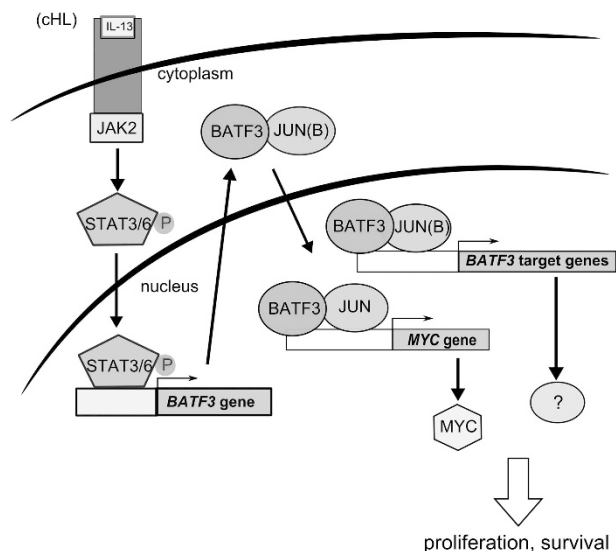 (cHL)
IL-13
cytoplasm
JAK2
BATF3 JUN(B)
STAT3/6 P
BATF3 JUN(B)
BATF3 target genes
nucleus
BATF3 JUN
MYC gene
STAT3/6 P
BATF3 gene
MYC
?
proliferation, survival